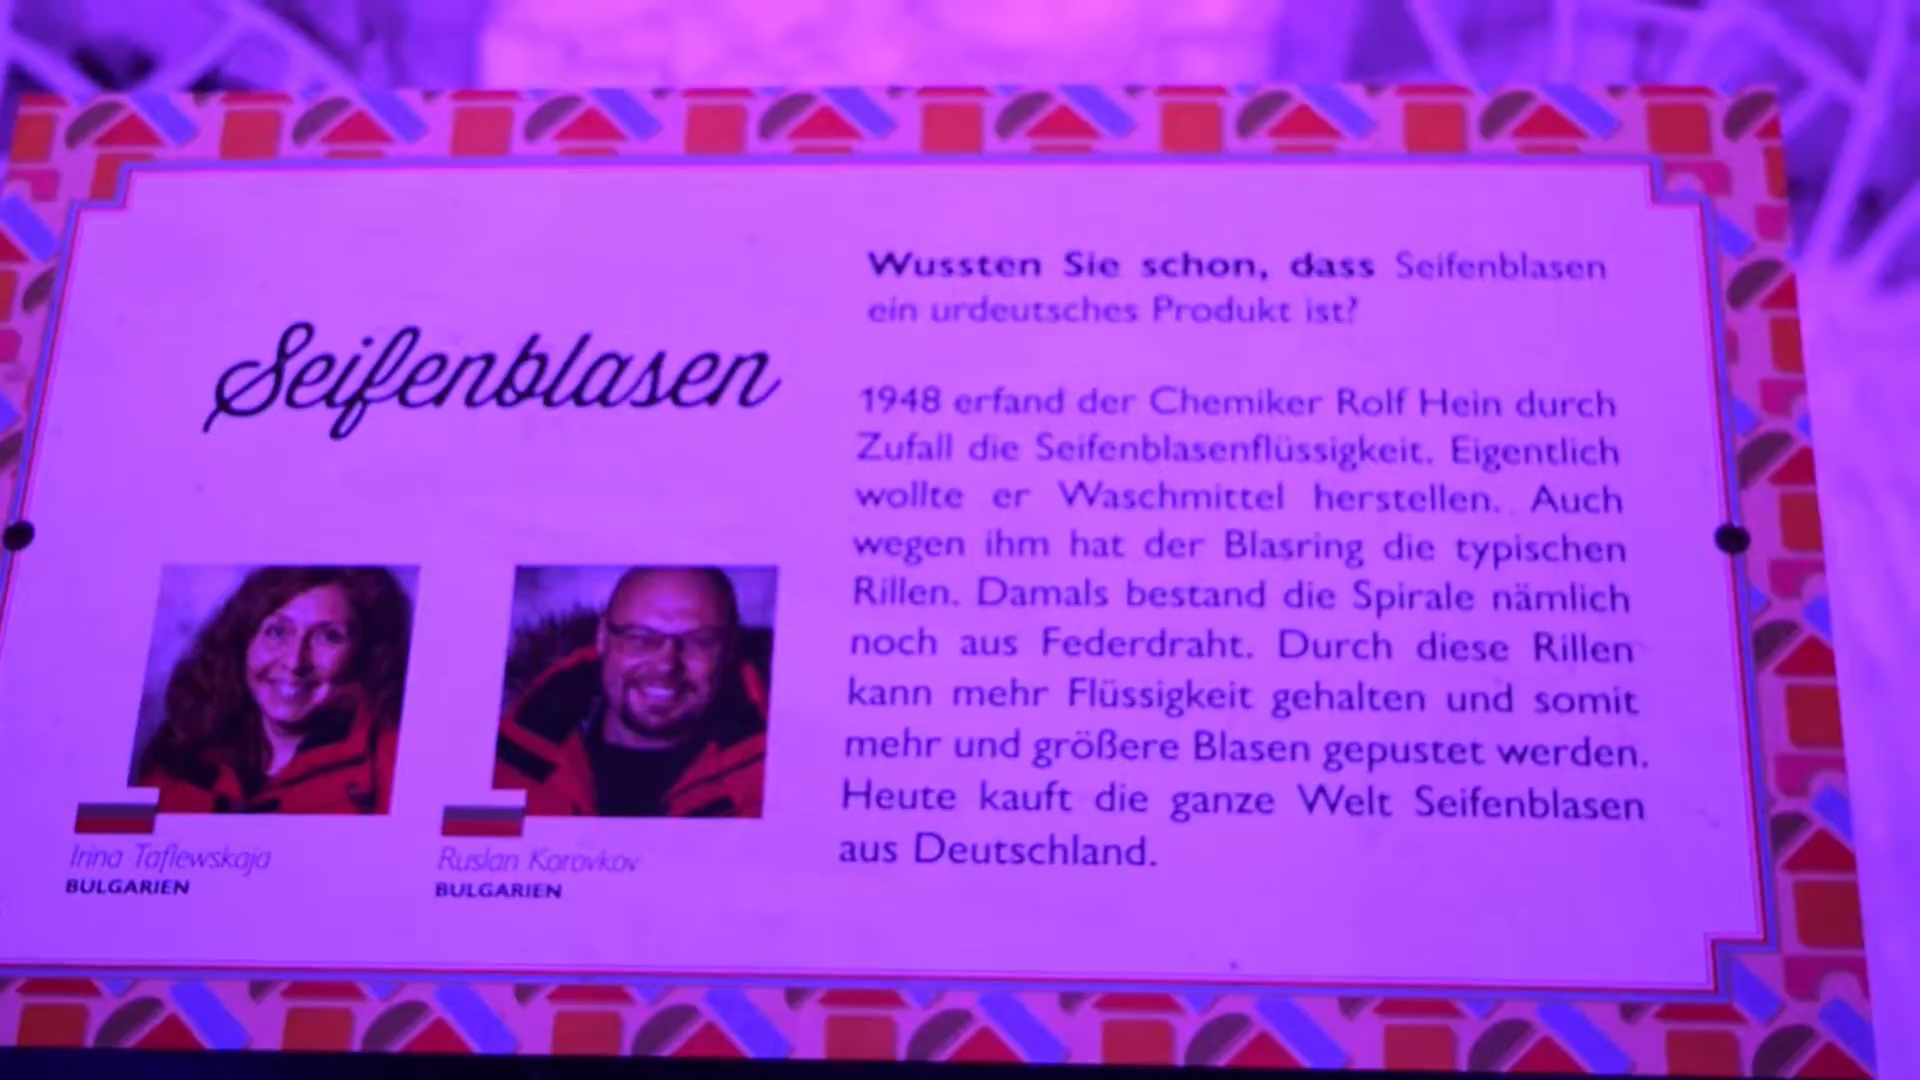 Seifenblasen
Irina Taflewskaja
BULGARIEN
Ruslan Korovkov
BULGARIEN
Wussten Sie schon, dass Seifenblasen
ein urdeutsches Produkt ist?
1948 erfand der Chemiker Rolf Hein durch
Zufall die Seifenblasenflüssigkeit. Eigentlich
wollte er Waschmittel herstellen. Auch
wegen ihm hat der Blasring die typischen
Rillen. Damals bestand die Spirale nämlich
noch aus Federdraht. Durch diese Rillen
kann mehr Flüssigkeit gehalten und somit
mehr und größere Blasen gepustet werden.
Heute kauft die ganze Welt Seifenblasen
aus Deutschland.